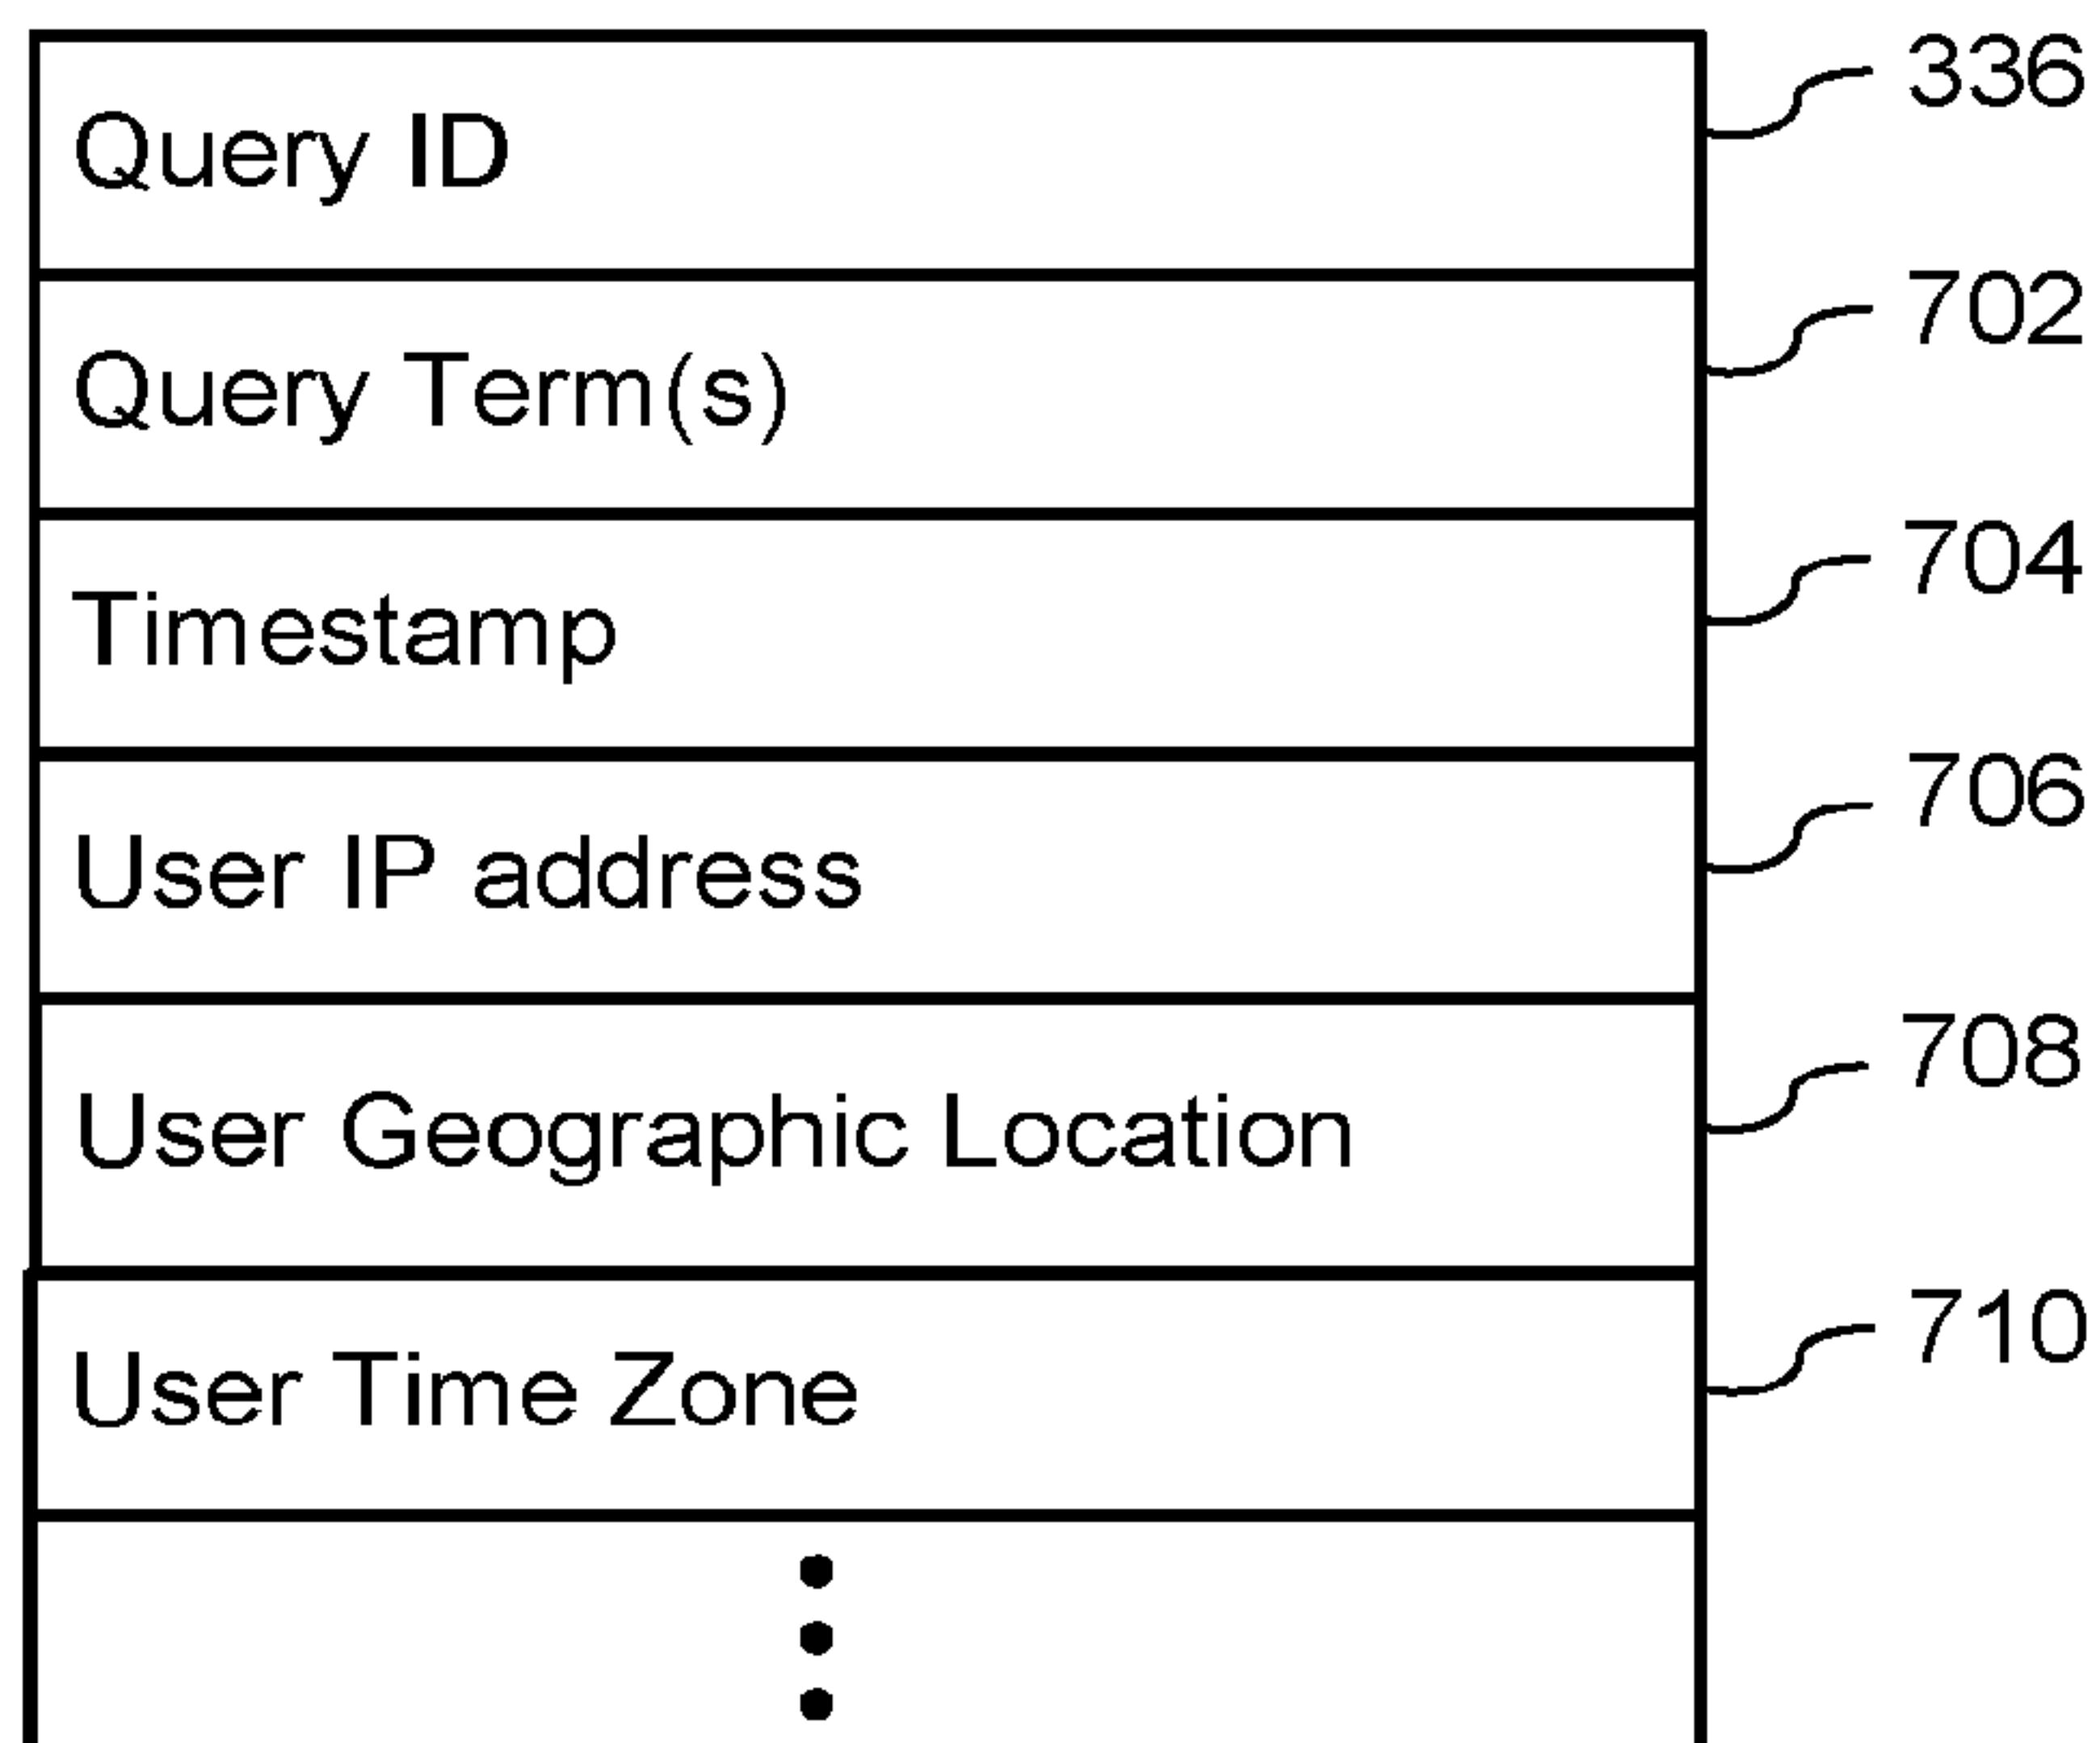 Query ID 336
Query Term(s) 702
Timestamp 704
User IP address 706
User Geographic Location 708
User Time Zone 710